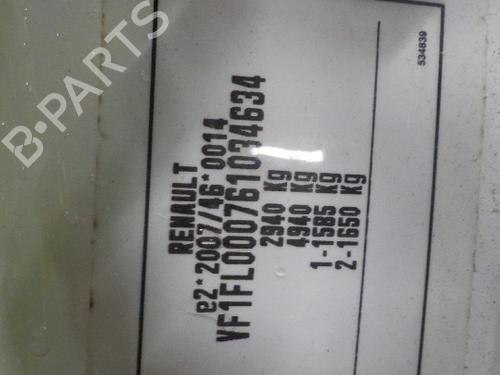 B-PARTS
RENAULT
e2*2007/46*0014
VF1FL000761034634
2940 Kg
4940 Kg
1-1585 Kg
2-1650 Kg
534839